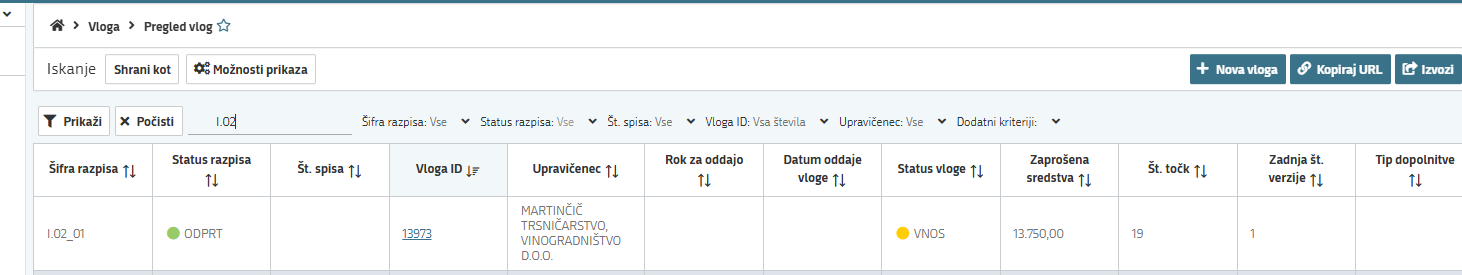 Vloga Pregled vlog
Iskanje Shrani kot Možnosti prikaza Nova vloga Kopiraj URL Izvozi
Prikaži Počisti I.02 Šifra razpisa: Vse Status razpisa: Vse Št. spisa: Vse Vloga ID: Vsa števila Upravičenec: Vse Dodatni kriteriji:
Šifra razpisa Status razpisa Št. spisa Vloga ID Upravičenec Rok za oddajo Datum oddaje vloge Status vloge Zaprošena sredstva Št. točk Zadnja št. verzije Tip dopolnitve
I.02_01 ODPRT 13973 MARTINČIČ TRSNIČARSTVO, VINOGRADNIŠTVO D.O.O. VNOS 13.750,00 19 1